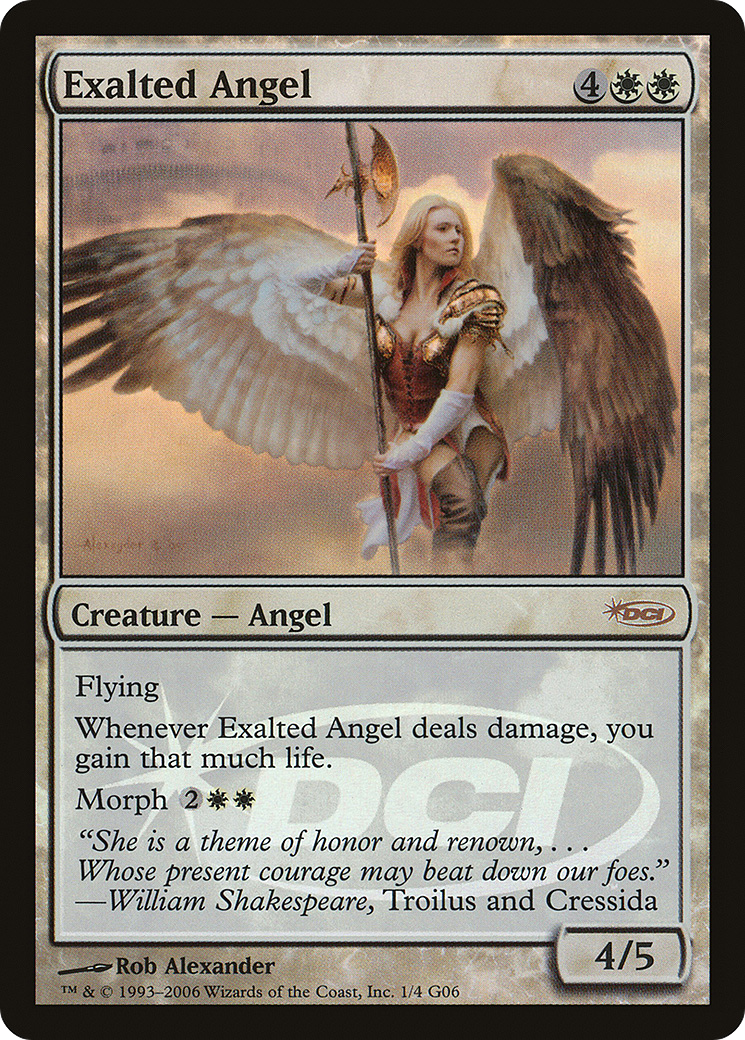 Exalted Angel 4
Creature — Angel
DCI
Flying
Whenever Exalted Angel deals damage, you
gain that much life.
Morph 2
“She is a theme of honor and renown, . . .
Whose present courage may beat down our foes.”
—William Shakespeare, Troilus and Cressida
DCI
4/5
Rob Alexander
™ & © 1993–2006 Wizards of the Coast, Inc. 1/4 G06